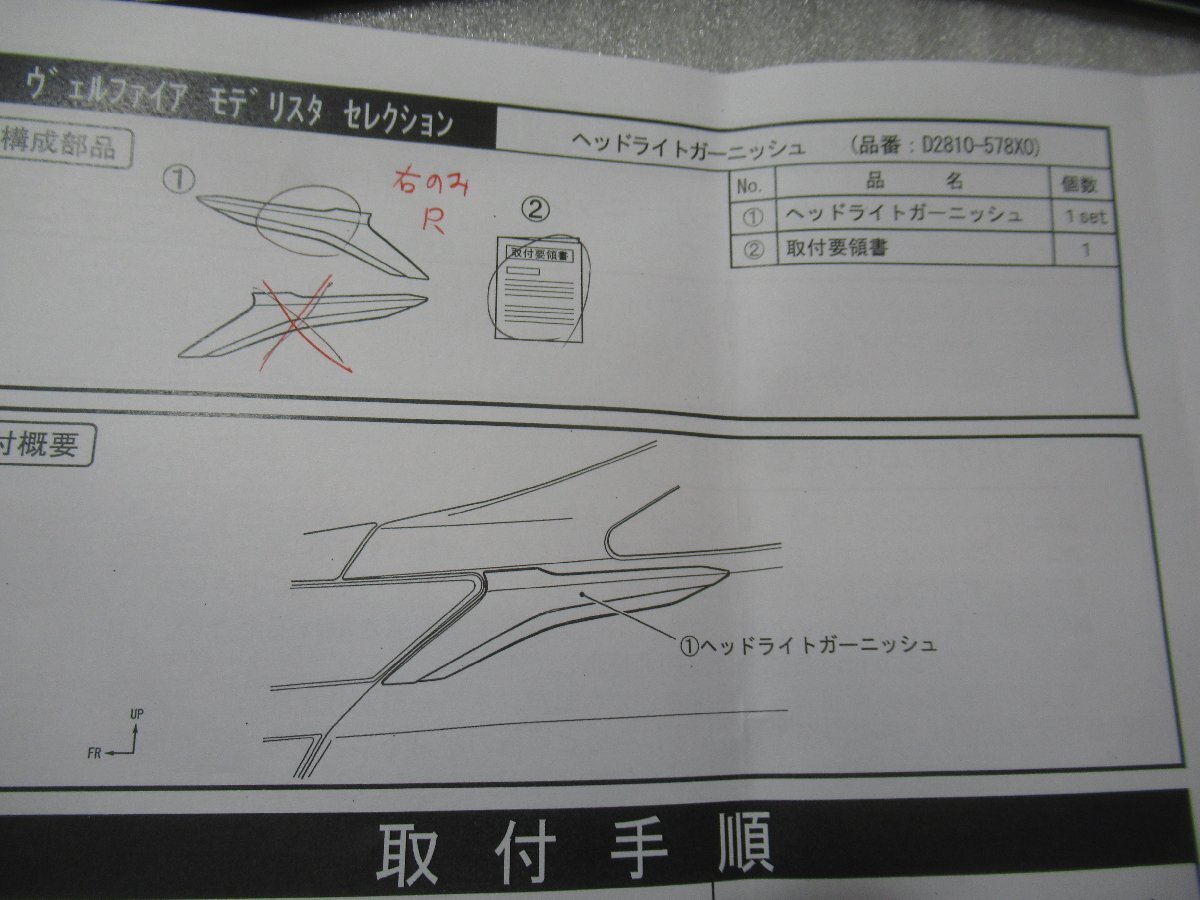 ヴェルファイア モデリスタ セレクション
ヘッドライトガーニッシュ (品番:D2810-578X0)
構成部品
①
右のみ
R
②
取付要領書
No. 品 名 個数
① ヘッドライトガーニッシュ 1set
② 取付要領書 1
付概要
①ヘッドライトガーニッシュ
UP
FR
取付手順